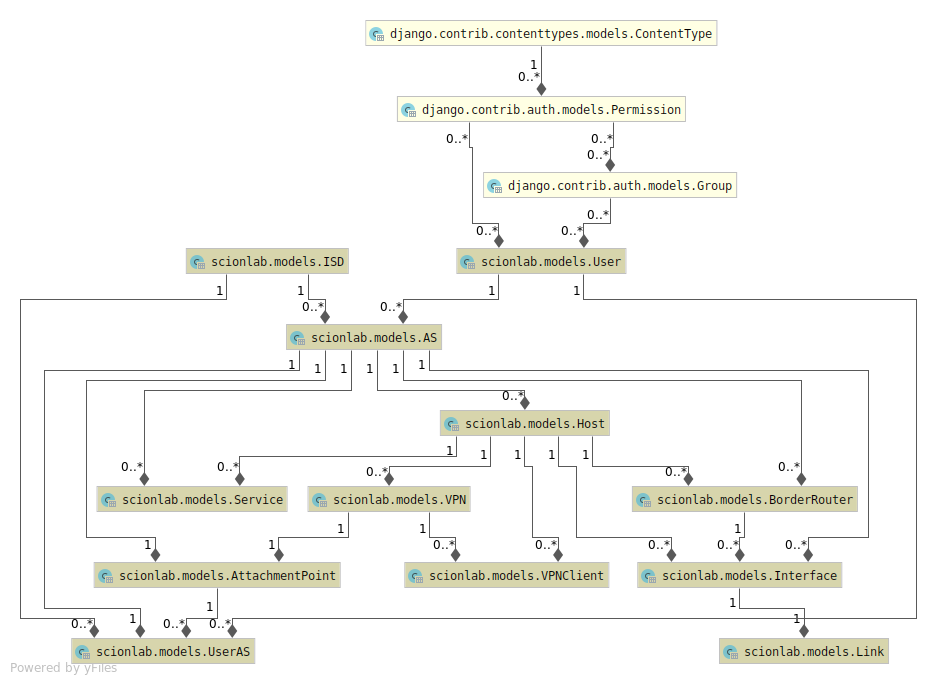 django.contrib.contenttypes.models.ContentType
1
0..*
django.contrib.auth.models.Permission
0..* 0..*
0..*
django.contrib.auth.models.Group
0..*
0..* 0..*
scionlab.models.ISD scionlab.models.User
1 1 1 1
0..* 0..*
scionlab.models.AS
1 1 1 1 1 1
0..*
scionlab.models.Host
1 1 1 1 1
0..* 0..* 0..* 0..* 0..*
scionlab.models.Service scionlab.models.VPN scionlab.models.BorderRouter
1 1 1
1 1 0..* 0..* 0..* 0..* 0..*
scionlab.models.AttachmentPoint scionlab.models.VPNClient scionlab.models.Interface
1 1
0..* 1 0..* 0..* 1
scionlab.models.UserAS scionlab.models.Link
Powered by yFiles